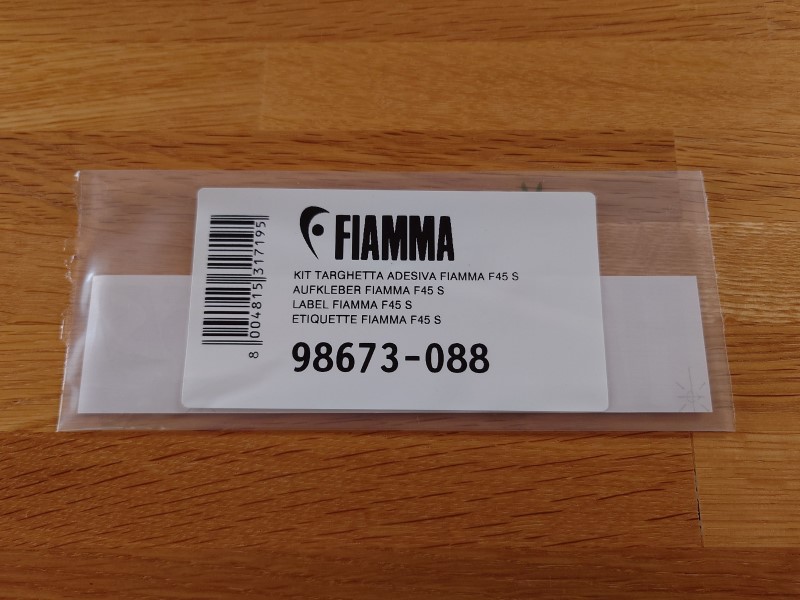 FIAMMA
KIT TARGHETTA ADESIVA FIAMMA F45 S
AUFKLEBER FIAMMA F45 S
LABEL FIAMMA F45 S
ETIQUETTE FIAMMA F45 S
98673-088
8 004815 317195